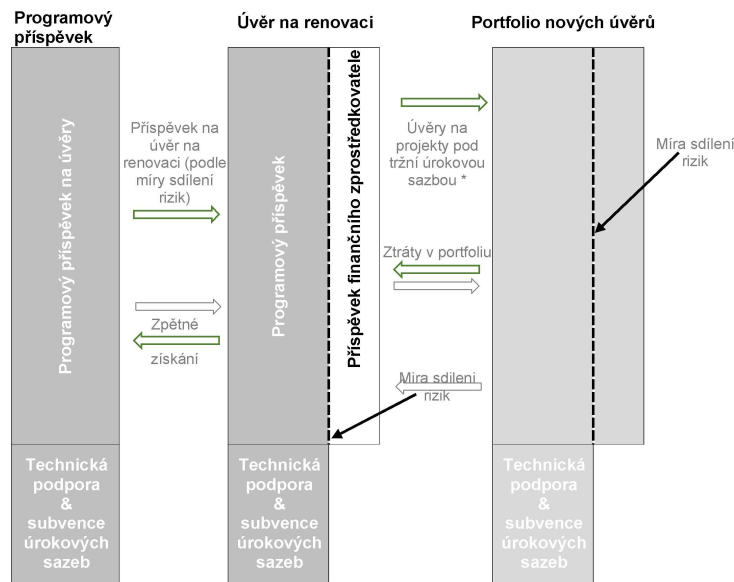 Programový
příspěvek
Úvěr na renovaci
Portfolio nových úvěrů
Programový příspěvek na úvěry
Příspěvek na
úvěr na
renovaci (podle
míry sdílení
rizik)
Zpětné
získání
Programový příspěvek
Příspěvek finančního zprostředkovatele
Úvěry na
projekty pod
tržní úrokovou
sazbou *
Ztráty v portfoliu
Mira sdileni
rizik
Míra sdílení
rizik
Technická
podpora
&
subvence
úrokových
sazeb
Technická
podpora
&
subvence
úrokových
sazeb
Technická
podpora
&
subvence
úrokových
sazeb